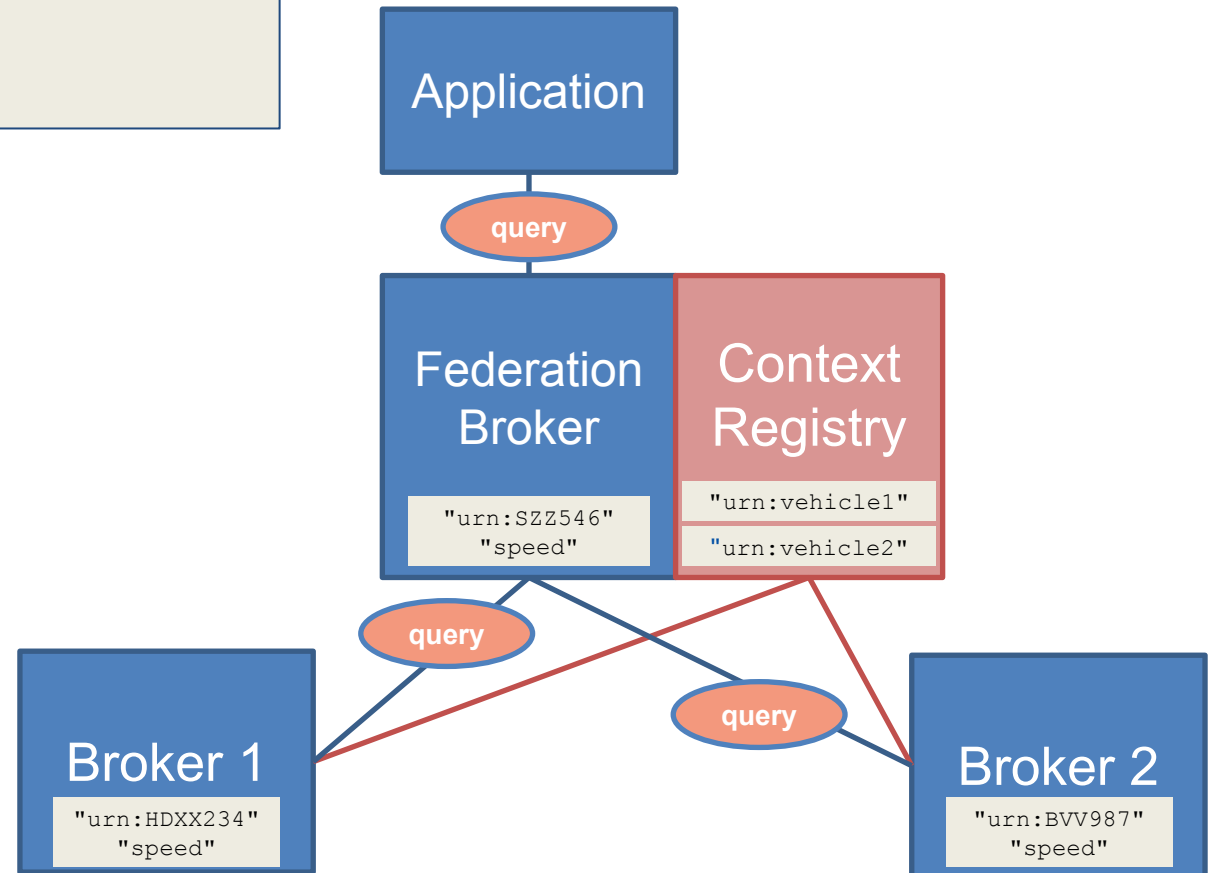 Application
query
Federation
Broker
Context
Registry
"urn:SZZ546"
"speed"
"urn:vehicle1"
"urn:vehicle2"
query
query
Broker 1
"urn:HDXX234"
"speed"
Broker 2
"urn:BVV987"
"speed"